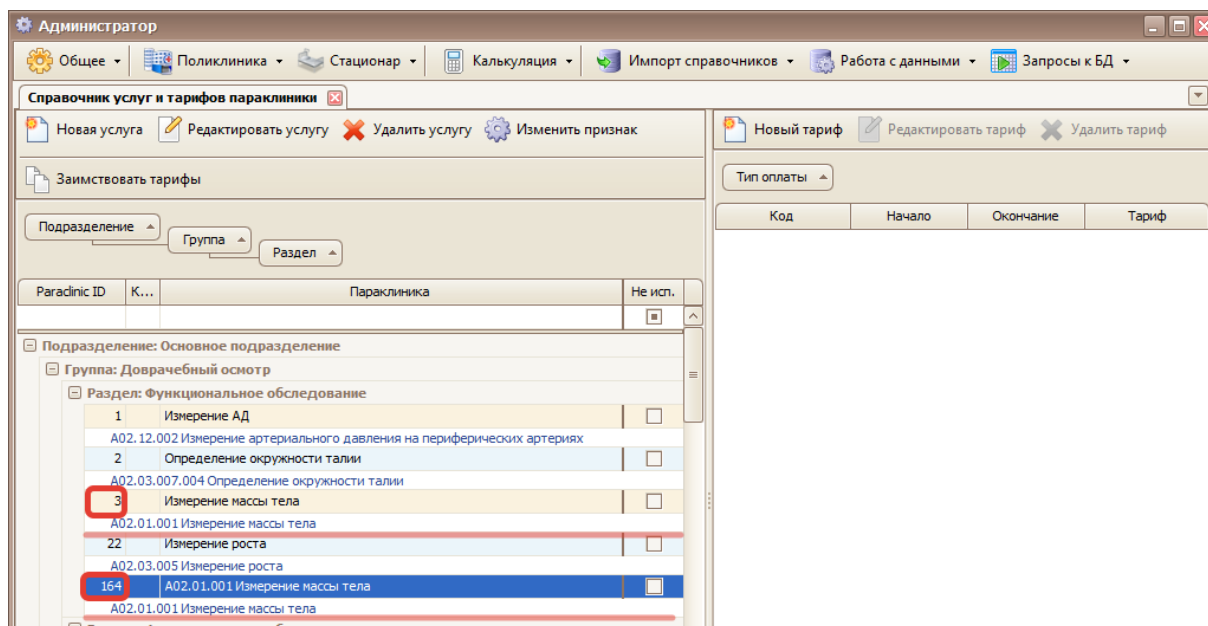 Администратор
Общее Поликлиника Стационар Калькуляция Импорт справочников Работа с данными Запросы к БД
Справочник услуг и тарифов параклиники
Новая услуга Редактировать услугу Удалить услугу Изменить признак Новый тариф Редактировать тариф Удалить тариф
Заимствовать тарифы Тип оплаты
Подразделение Группа Раздел
Код Начало Окончание Тариф
Paraclinic ID К... Параклиника Не исп.
Подразделение: Основное подразделение
Группа: Доврачебный осмотр
Раздел: Функциональное обследование
1 Измерение АД
A02.12.002 Измерение артериального давления на периферических артериях
2 Определение окружности талии
A02.03.007.004 Определение окружности талии
3 Измерение массы тела
A02.01.001 Измерение массы тела
22 Измерение роста
A02.03.005 Измерение роста
164 A02.01.001 Измерение массы тела
A02.01.001 Измерение массы тела